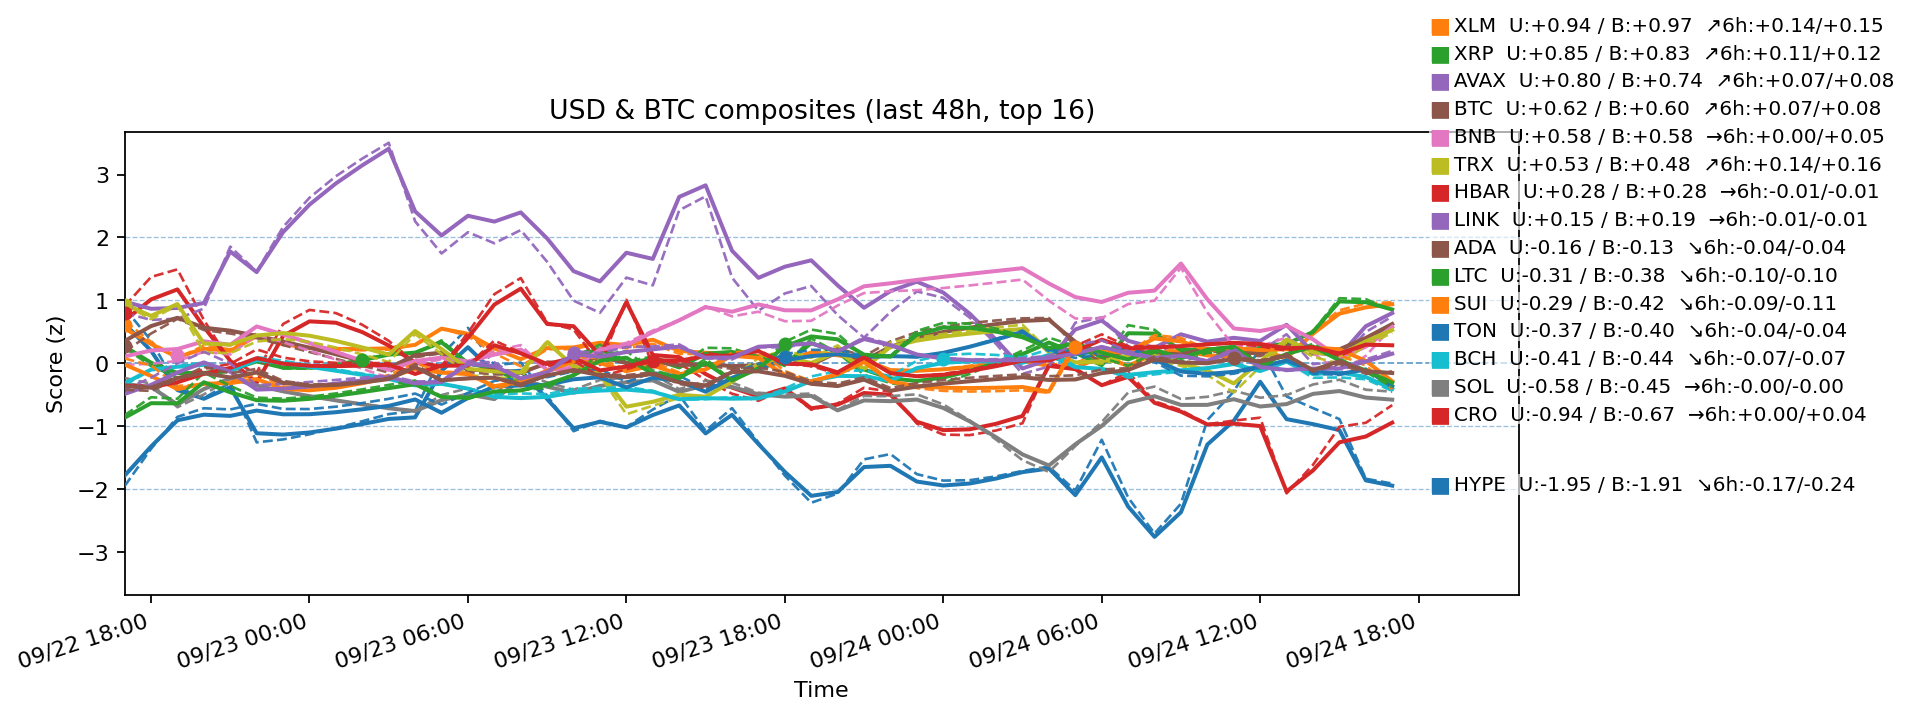 XLM U:+0.94 / B:+0.97 ↗6h:+0.14/+0.15
XRP U:+0.85 / B:+0.83 ↗6h:+0.11/+0.12
AVAX U:+0.80 / B:+0.74 ↗6h:+0.07/+0.08
BTC U:+0.62 / B:+0.60 ↗6h:+0.07/+0.08
BNB U:+0.58 / B:+0.58 →6h:+0.00/+0.05
TRX U:+0.53 / B:+0.48 ↗6h:+0.14/+0.16
HBAR U:+0.28 / B:+0.28 →6h:-0.01/-0.01
LINK U:+0.15 / B:+0.19 →6h:-0.01/-0.01
ADA U:-0.16 / B:-0.13 ↘6h:-0.04/-0.04
LTC U:-0.31 / B:-0.38 ↘6h:-0.10/-0.10
SUI U:-0.29 / B:-0.42 ↘6h:-0.09/-0.11
TON U:-0.37 / B:-0.40 ↘6h:-0.04/-0.04
BCH U:-0.41 / B:-0.44 ↘6h:-0.07/-0.07
SOL U:-0.58 / B:-0.45 →6h:-0.00/-0.00
CRO U:-0.94 / B:-0.67 →6h:+0.00/+0.04
HYPE U:-1.95 / B:-1.91 ↘6h:-0.17/-0.24
USD & BTC composites (last 48h, top 16)
Score (z)
3
2
1
0
−1
−2
−3
09/22 18:00
09/23 00:00
09/23 06:00
09/23 12:00
09/23 18:00
09/24 00:00
09/24 06:00
09/24 12:00
09/24 18:00
Time